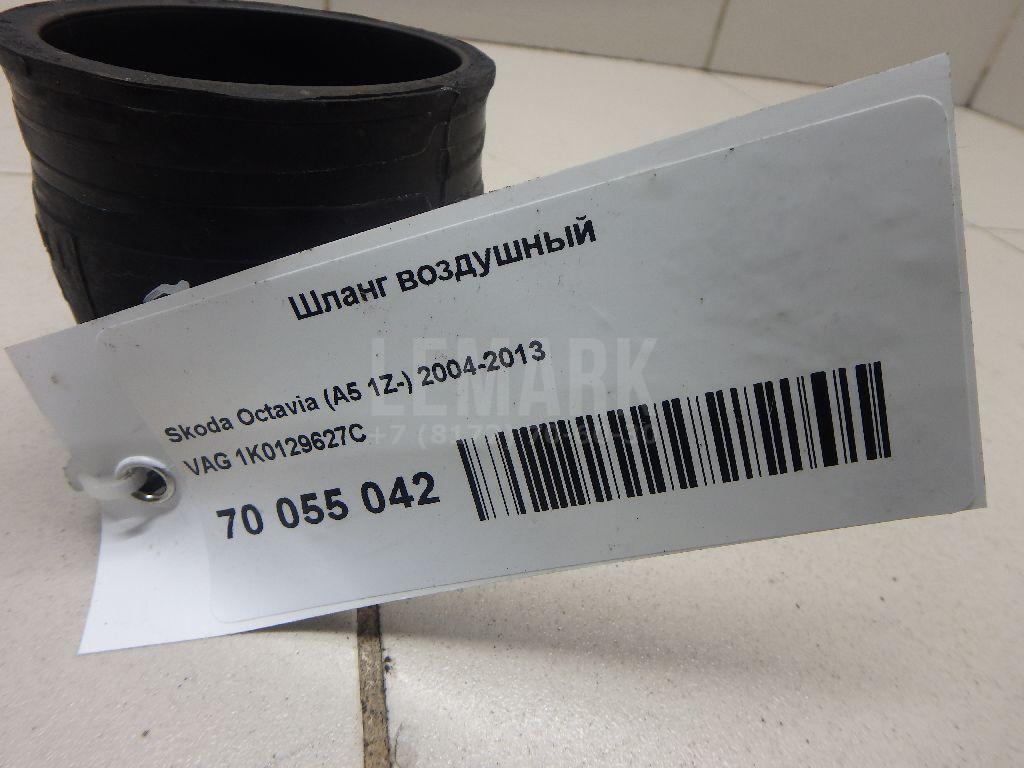 Шланг воздушный
LEMARK
Skoda Octavia (A5 1Z-) 2004-2013
VAG 1K0129627C
70 055 042